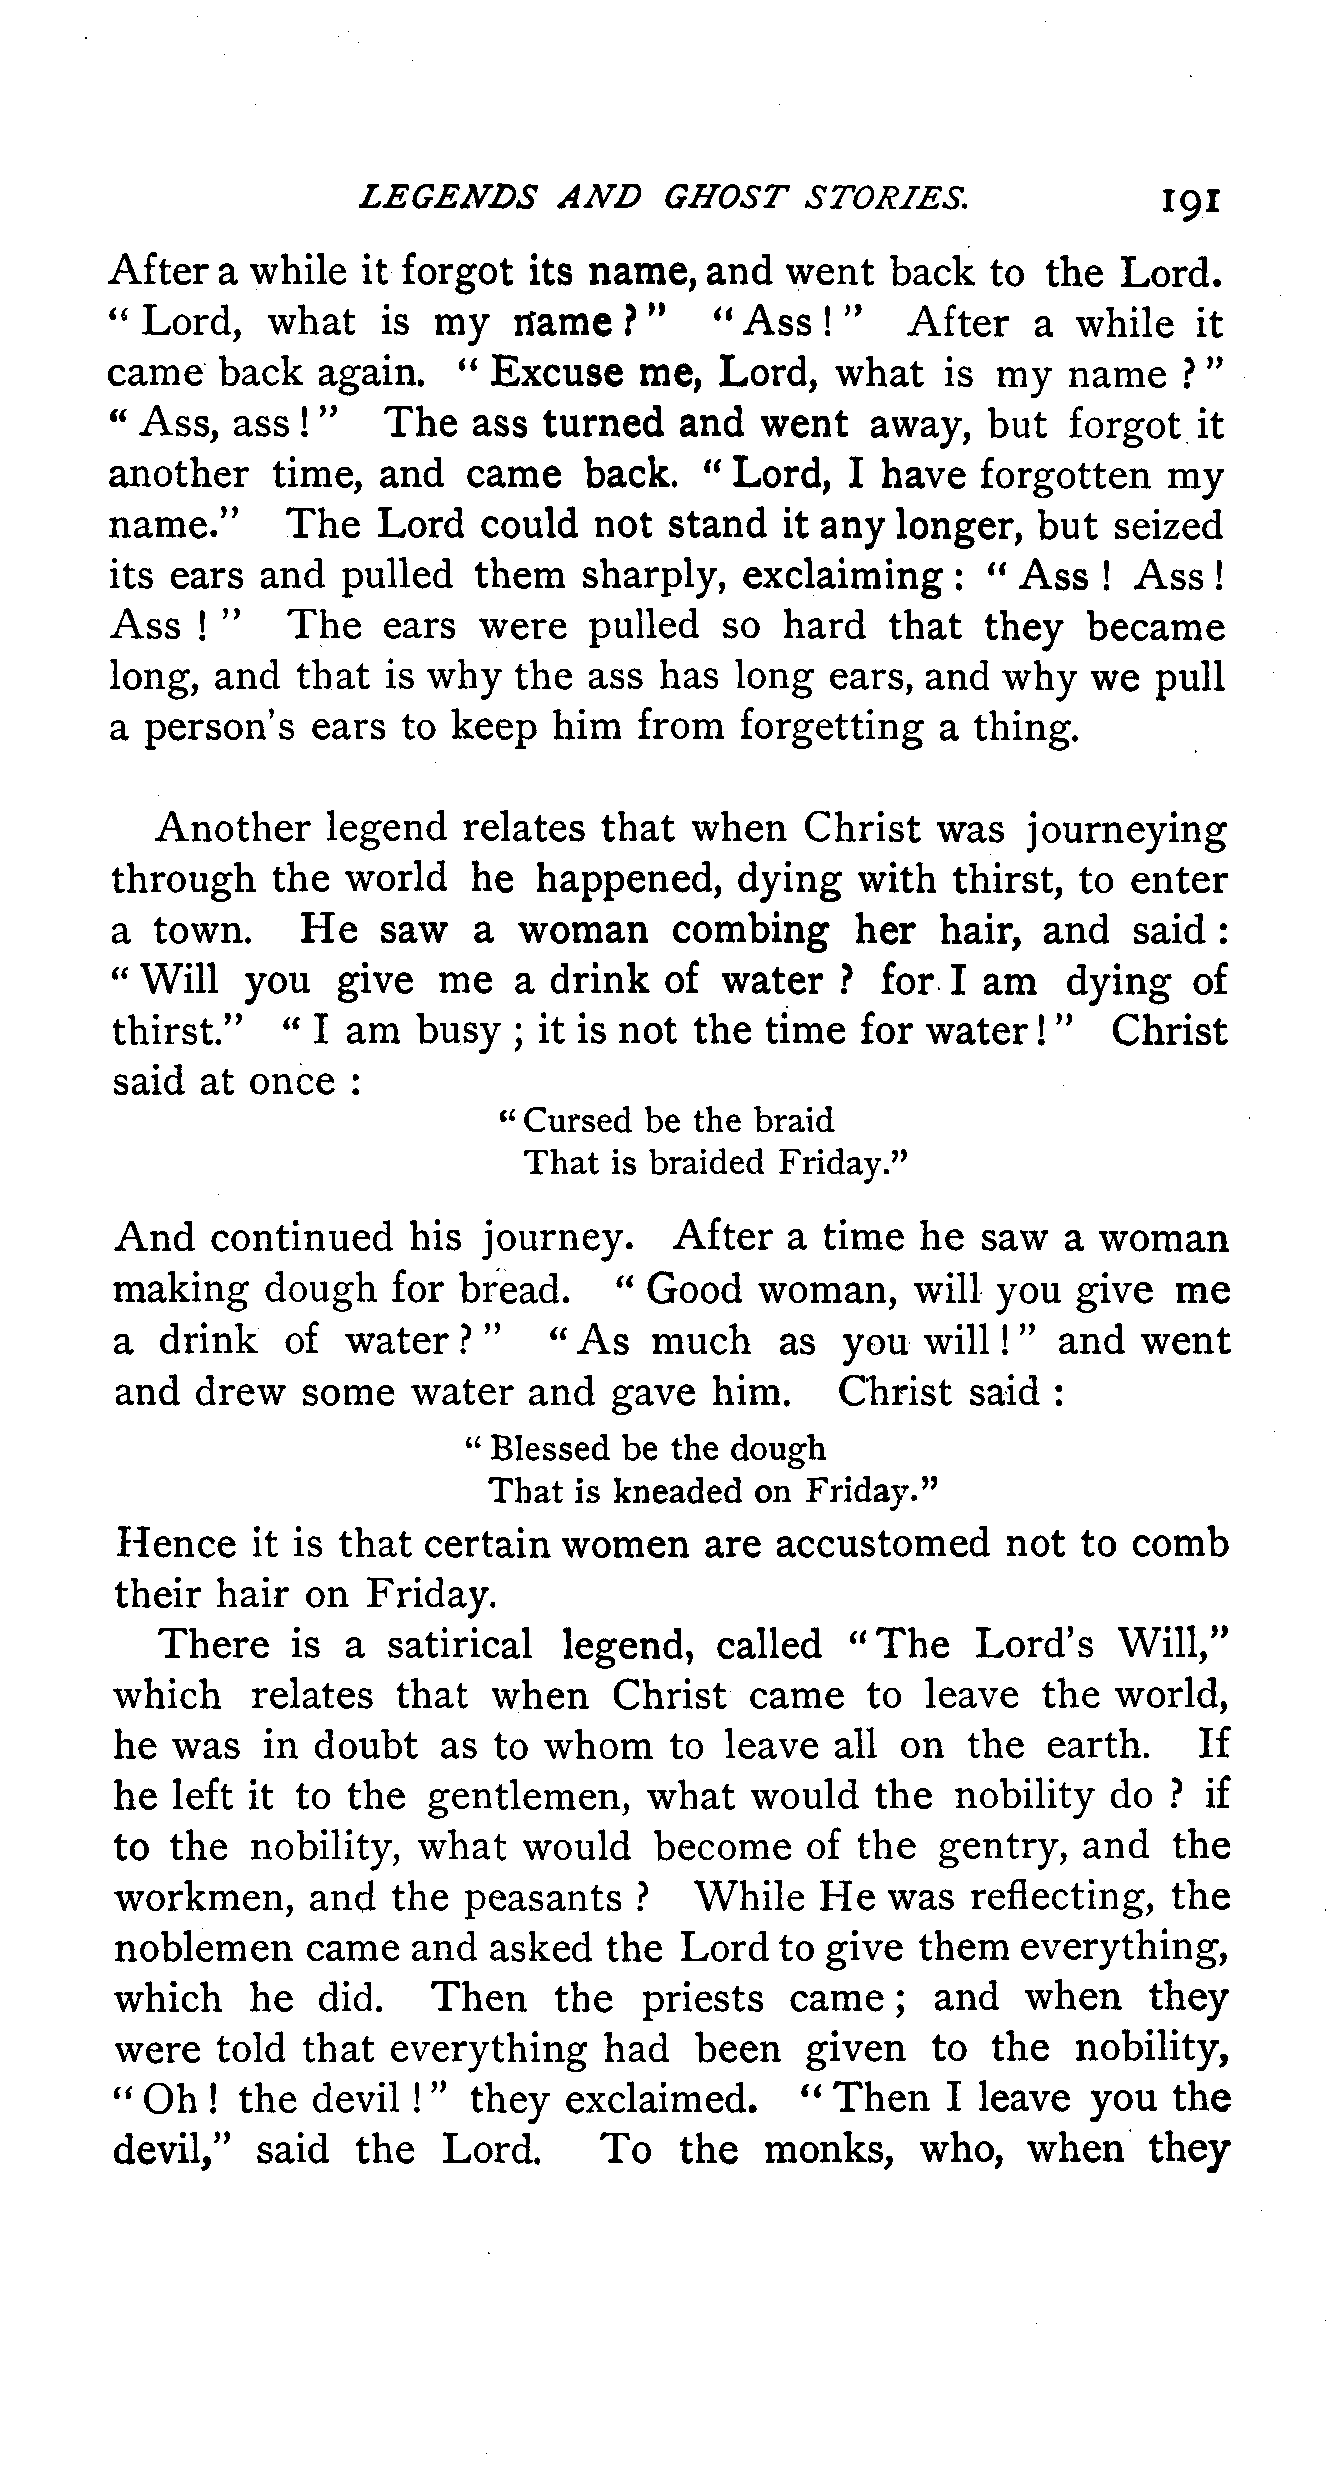 LEGENDS AND GHOST STORIES. 191
After a while it forgot its name, and went back to the Lord.
“ Lord, what is my name ? ” “ Ass ! ” After a while it
came back again. “ Excuse me, Lord, what is my name ? ”
“ Ass, ass ! ” The ass turned and went away, but forgot it
another time, and came back. “ Lord, I have forgotten my
name.” The Lord could not stand it any longer, but seized
its ears and pulled them sharply, exclaiming : “ Ass ! Ass !
Ass ! ” The ears were pulled so hard that they became
long, and that is why the ass has long ears, and why we pull
a person's ears to keep him from forgetting a thing.
Another legend relates that when Christ was journeying
through the world he happened, dying with thirst, to enter
a town. He saw a woman combing her hair, and said :
“ Will you give me a drink of water ? for I am dying of
thirst.” “ I am busy ; it is not the time for water ! ” Christ
said at once :
“ Cursed be the braid
That is braided Friday.”
And continued his journey. After a time he saw a woman
making dough for bread. “ Good woman, will you give me
a drink of water ? ” “ As much as you will ! ” and went
and drew some water and gave him. Christ said :
“ Blessed be the dough
That is kneaded on Friday.”
Hence it is that certain women are accustomed not to comb
their hair on Friday.
There is a satirical legend, called “ The Lord's Will,”
which relates that when Christ came to leave the world,
he was in doubt as to whom to leave all on the earth. If
he left it to the gentlemen, what would the nobility do ? if
to the nobility, what would become of the gentry, and the
workmen, and the peasants ? While He was reflecting, the
noblemen came and asked the Lord to give them everything,
which he did. Then the priests came ; and when they
were told that everything had been given to the nobility,
“ Oh ! the devil ! ” they exclaimed. “ Then I leave you the
devil,” said the Lord. To the monks, who, when they